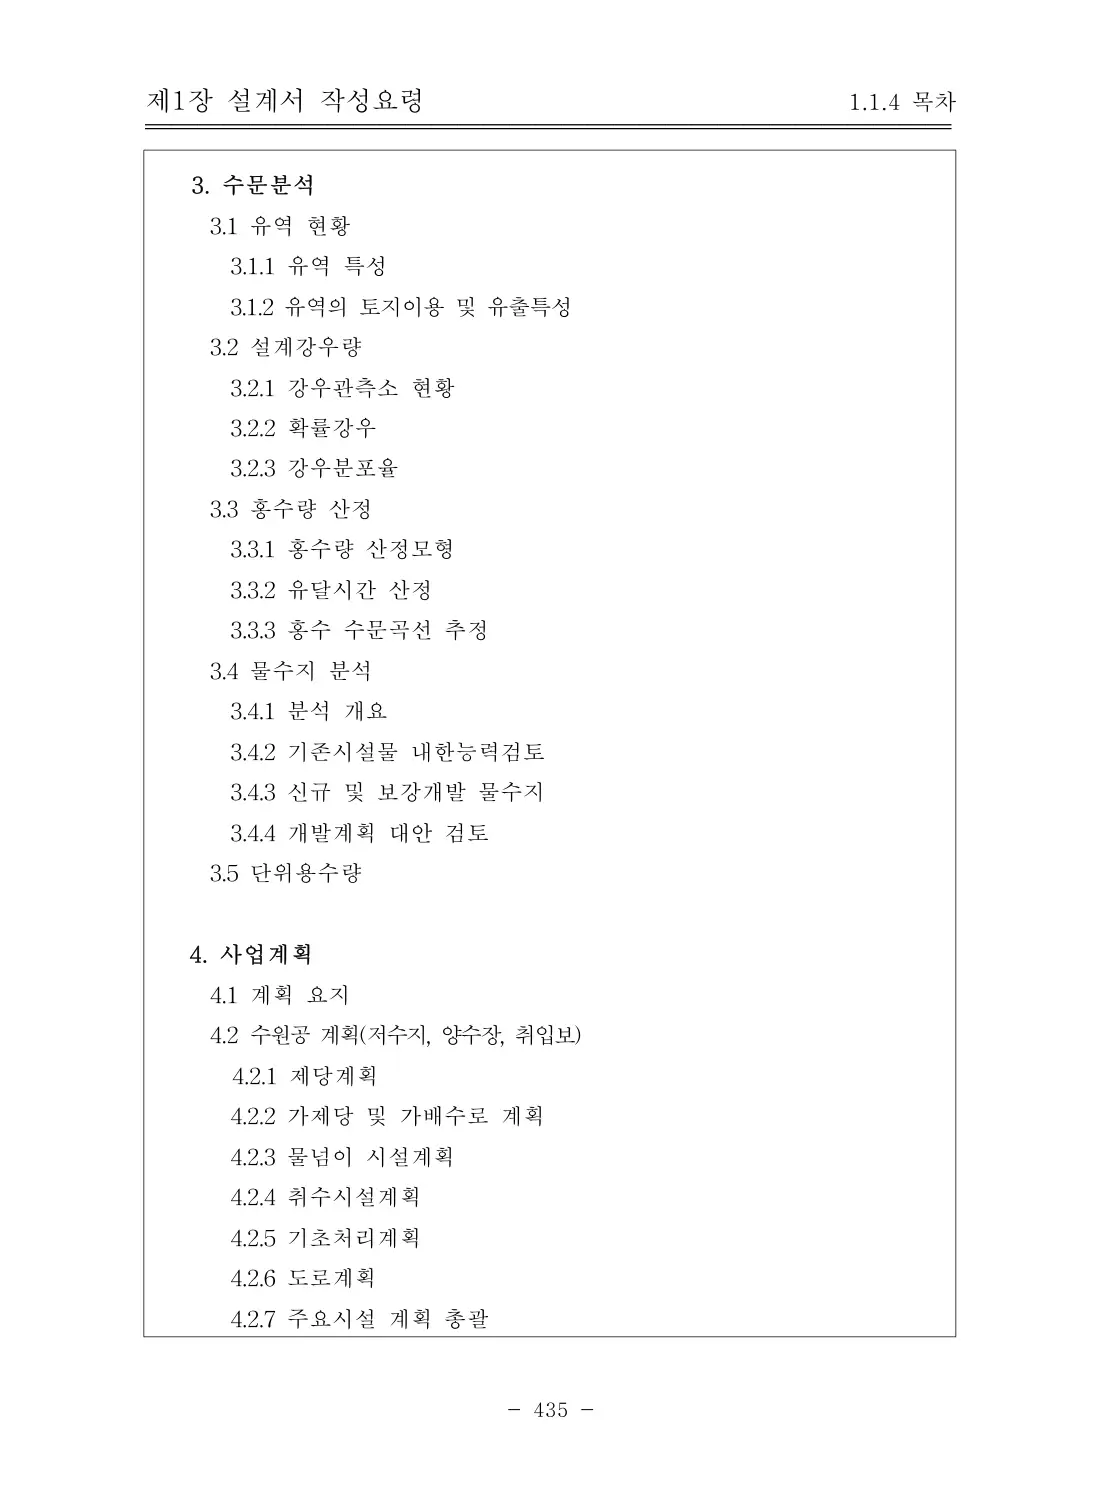 제1장 설계서 작성요령
1.1.4 목차
3. 수문분석
3.1 유역 현황
3.1.1 유역 특성
3.1.2 유역의 토지이용 및 유출특성
3.2 설계강우량
3.2.1 강우관측소 현황
3.2.2 확률강우
3.2.3 강우분포율
3.3 홍수량 산정
3.3.1 홍수량 산정모형
3.3.2 유달시간 산정
3.3.3 홍수 수문곡선 추정
3.4 물수지 분석
3.4.1 분석 개요
3.4.2 기존시설물 내한능력검토
3.4.3 신규 및 보강개발 물수지
3.4.4 개발계획 대안 검토
3.5 단위용수량
4. 사업계획
4.1 계획 요지
4.2 수원공 계획(저수지, 양수장, 취입보)
4.2.1 제당계획
4.2.2 가제당 및 가배수로 계획
4.2.3 물넘이 시설계획
4.2.4 취수시설계획
4.2.5 기초처리계획
4.2.6 도로계획
4.2.7 주요시설 계획 총괄
- 435 -